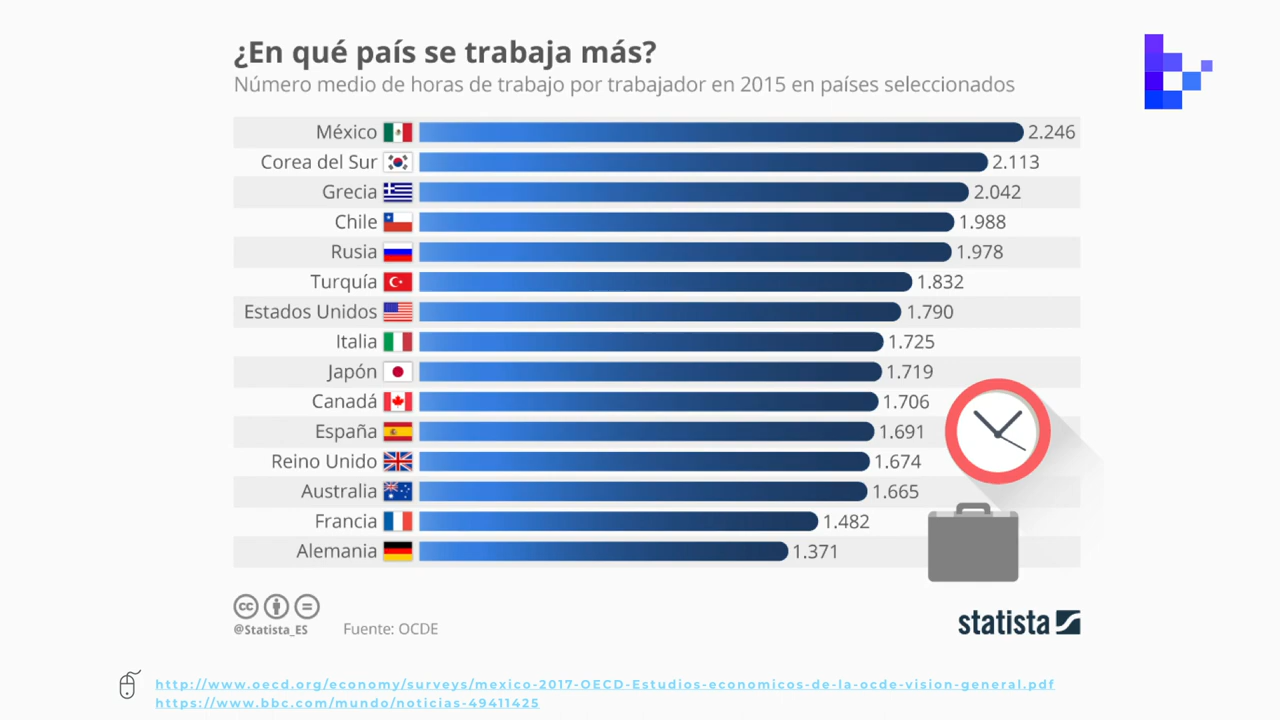 ¿En qué país se trabaja más?
Número medio de horas de trabajo por trabajador en 2015 en países seleccionados
México 2.246
Corea del Sur 2.113
Grecia 2.042
Chile 1.988
Rusia 1.978
Turquía 1.832
Estados Unidos 1.790
Italia 1.725
Japón 1.719
Canadá 1.706
España 1.691
Reino Unido 1.674
Australia 1.665
Francia 1.482
Alemania 1.371
cc
@Statista_ES Fuente: OCDE
statista
http://www.oecd.org/economy/surveys/mexico-2017-OECD-Estudios-economicos-de-la-ocde-vision-general.pdf
https://www.bbc.com/mundo/noticias-49411425